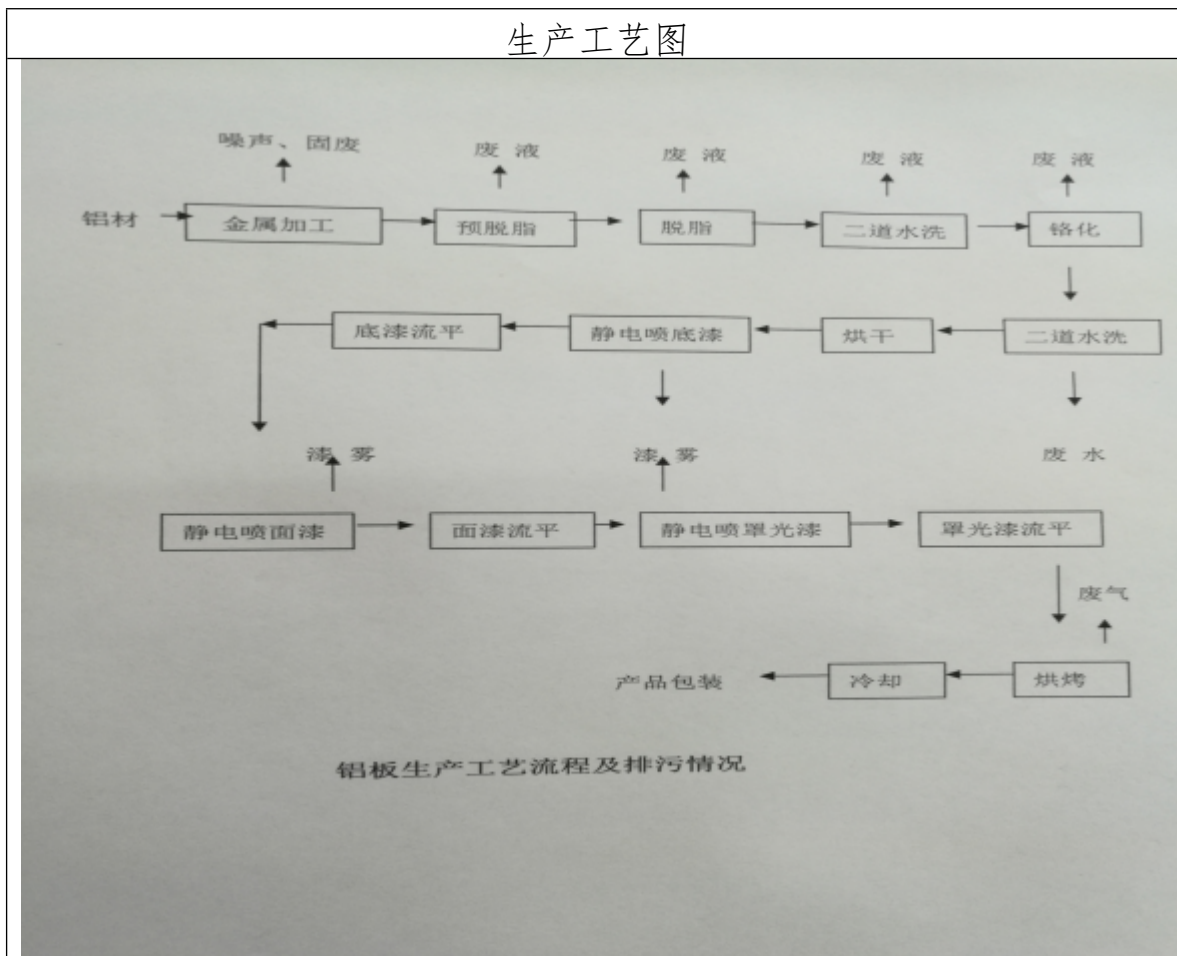 生产工艺图
噪声、固废 废液 废液 废液 废液
铝材 金属加工 预脱脂 脱脂 二道水洗 铬化
底漆流平 静电喷底漆 烘干 二道水洗
漆雾 漆雾 废水
静电喷面漆 面漆流平 静电喷罩光漆 罩光漆流平
废气
产品包装 冷却 烘烤
铝板生产工艺流程及排污情况